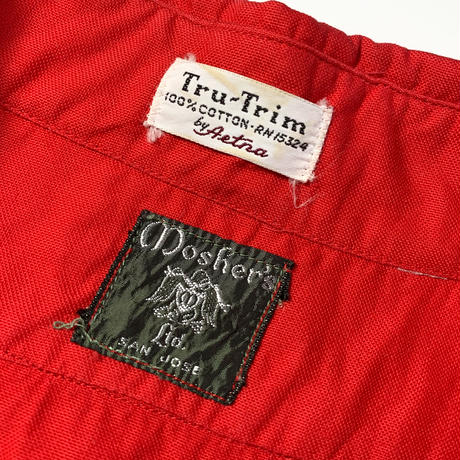 Tru-Trim
100% COTTON - RN 15324
by Aetna
Mosher's
Ltd.
SAN JOSE